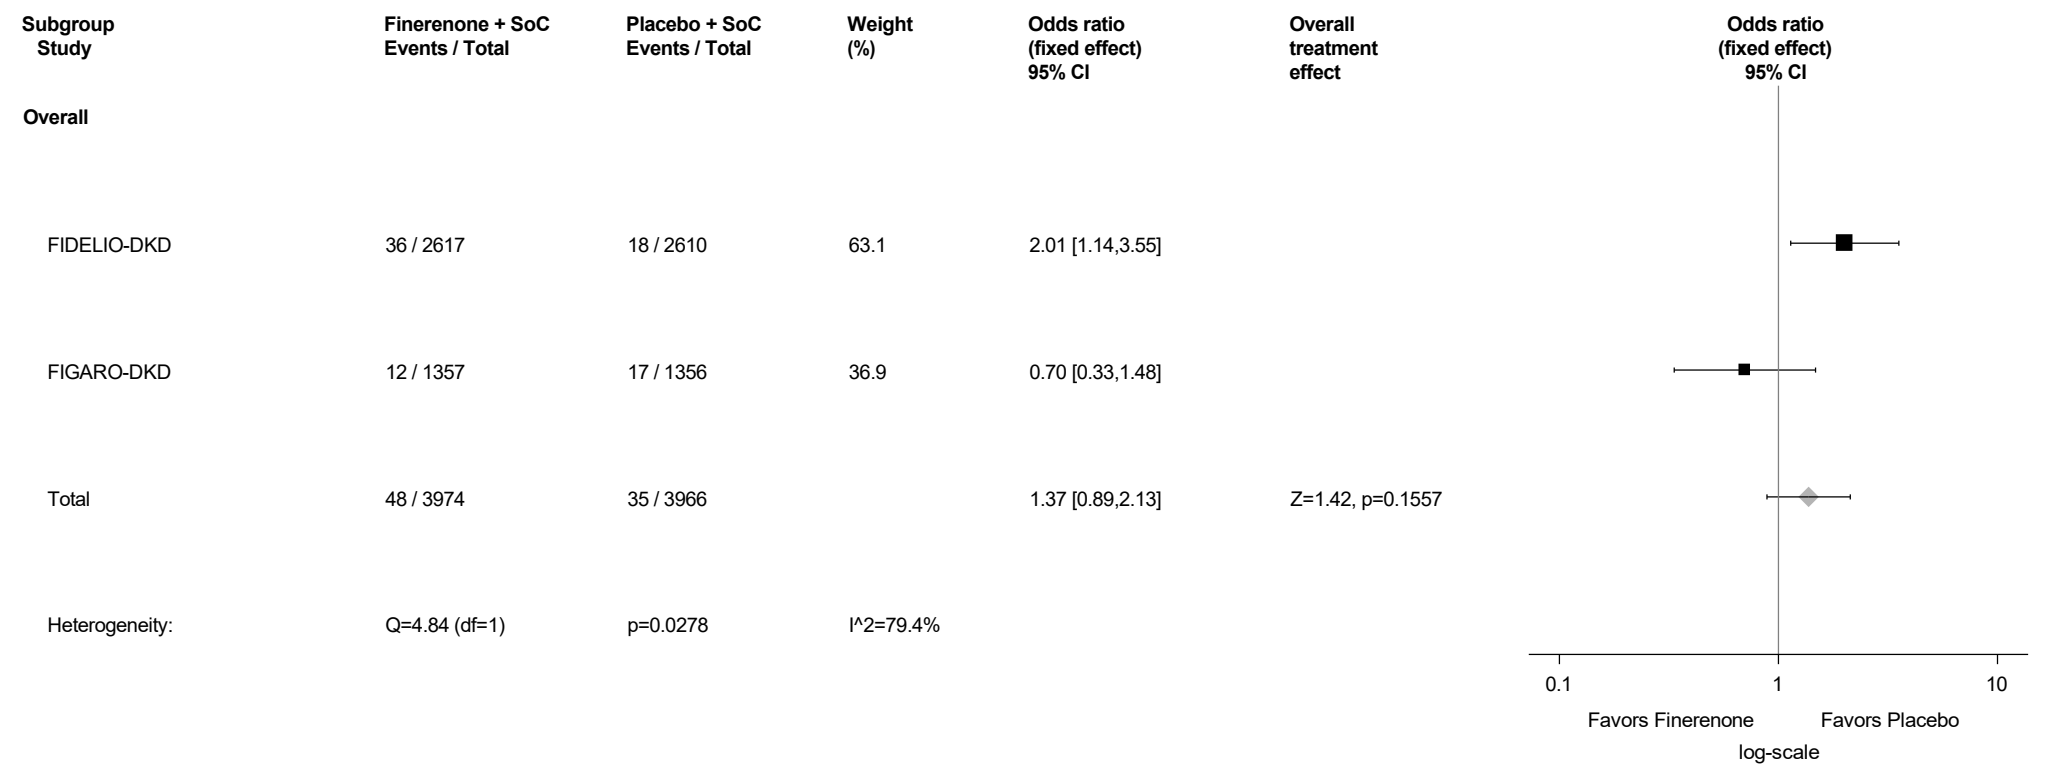 Subgroup Finerenone + SoC Placebo + SoC Weight Odds ratio Overall Odds ratio
Study Events / Total Events / Total (%) (fixed effect) treatment (fixed effect)
95% CI effect 95% CI
Overall
FIDELIO-DKD 36 / 2617 18 / 2610 63.1 2.01 [1.14,3.55]
FIGARO-DKD 12 / 1357 17 / 1356 36.9 0.70 [0.33,1.48]
Total 48 / 3974 35 / 3966 1.37 [0.89,2.13] Z=1.42, p=0.1557
Heterogeneity: Q=4.84 (df=1) p=0.0278 I^2=79.4%
0.1 1 10
Favors Finerenone Favors Placebo
log-scale